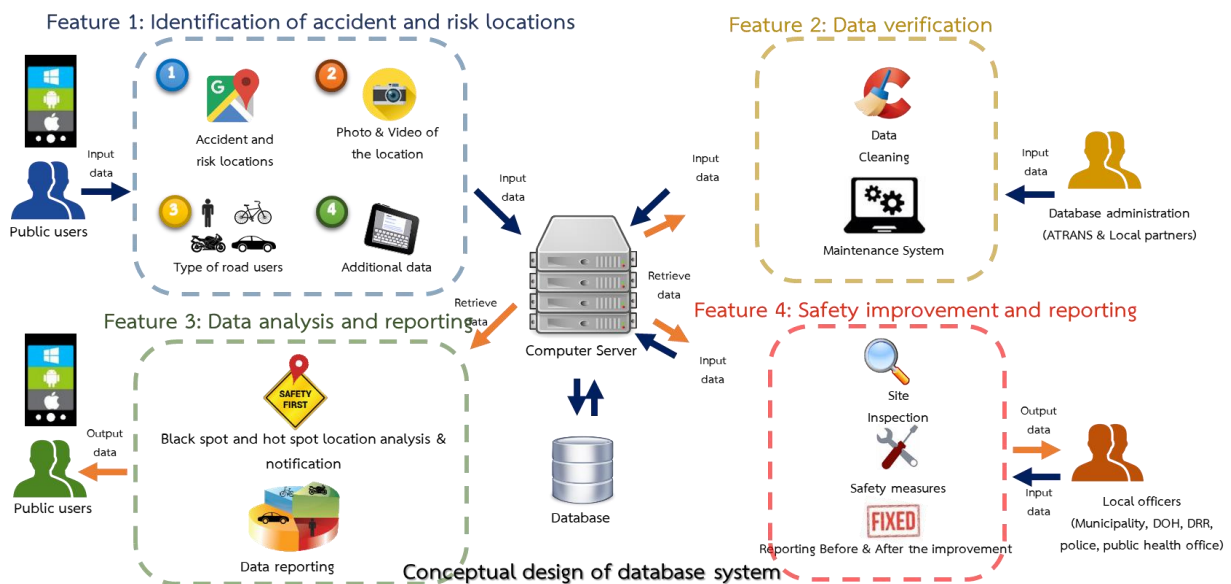 Feature 1: Identification of accident and risk locations
1
2
G
Accident and
risk locations
Photo & Video of
the location
3
4
Type of road users
Additional data
Input
data
Public users
Input
data
Feature 2: Data verification
Data
Cleaning
Maintenance System
Input
data
Input
data
Database administration
(ATRANS & Local partners)
Retrieve
data
Computer Server
Database
Feature 3: Data analysis and reporting
Retrieve
data
SAFETY
FIRST
Black spot and hot spot location analysis &
notification
Data reporting
Output
data
Public users
Feature 4: Safety improvement and reporting
Input
data
Site
Inspection
Safety measures
FIXED
Reporting Before & After the improvement
Output
data
Input
data
Local officers
(Municipality, DOH, DRR,
police, public health office)
Conceptual design of database system